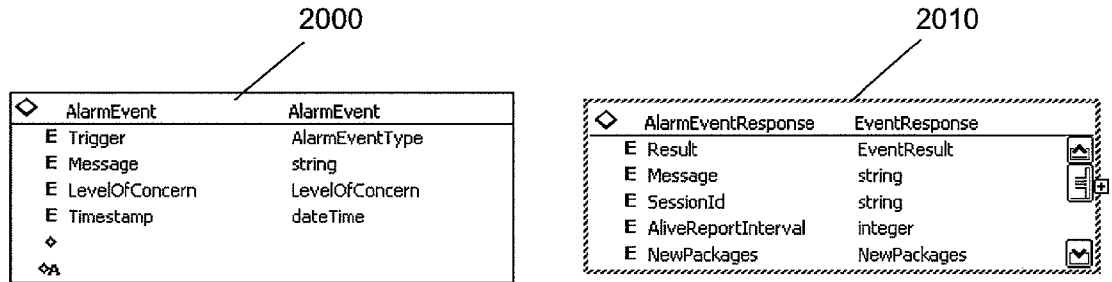 2000
2010
AlarmEvent AlarmEvent
E Trigger AlarmEventType
E Message string
E LevelOfConcern LevelOfConcern
E Timestamp dateTime
A
AlarmEventResponse EventResponse
E Result EventResult
E Message string
E SessionId string
E AliveReportInterval integer
E NewPackages NewPackages